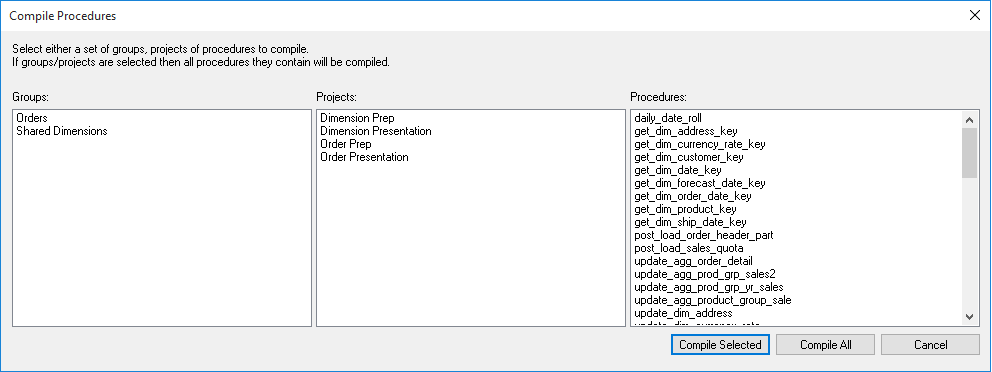 Compile Procedures
Select either a set of groups, projects of procedures to compile.
If groups/projects are selected then all procedures they contain will be compiled.
Groups:
Orders
Shared Dimensions
Projects:
Dimension Prep
Dimension Presentation
Order Prep
Order Presentation
Procedures:
daily_date_roll
get_dim_address_key
get_dim_currency_rate_key
get_dim_customer_key
get_dim_date_key
get_dim_forecast_date_key
get_dim_order_date_key
get_dim_product_key
get_dim_ship_date_key
post_load_order_header_part
post_load_sales_quota
update_agg_order_detail
update_agg_prod_grp_sales2
update_agg_prod_grp_yr_sales
update_agg_product_group_sale
update_dim_address
update_dim_currency_rate
Compile Selected
Compile All
Cancel